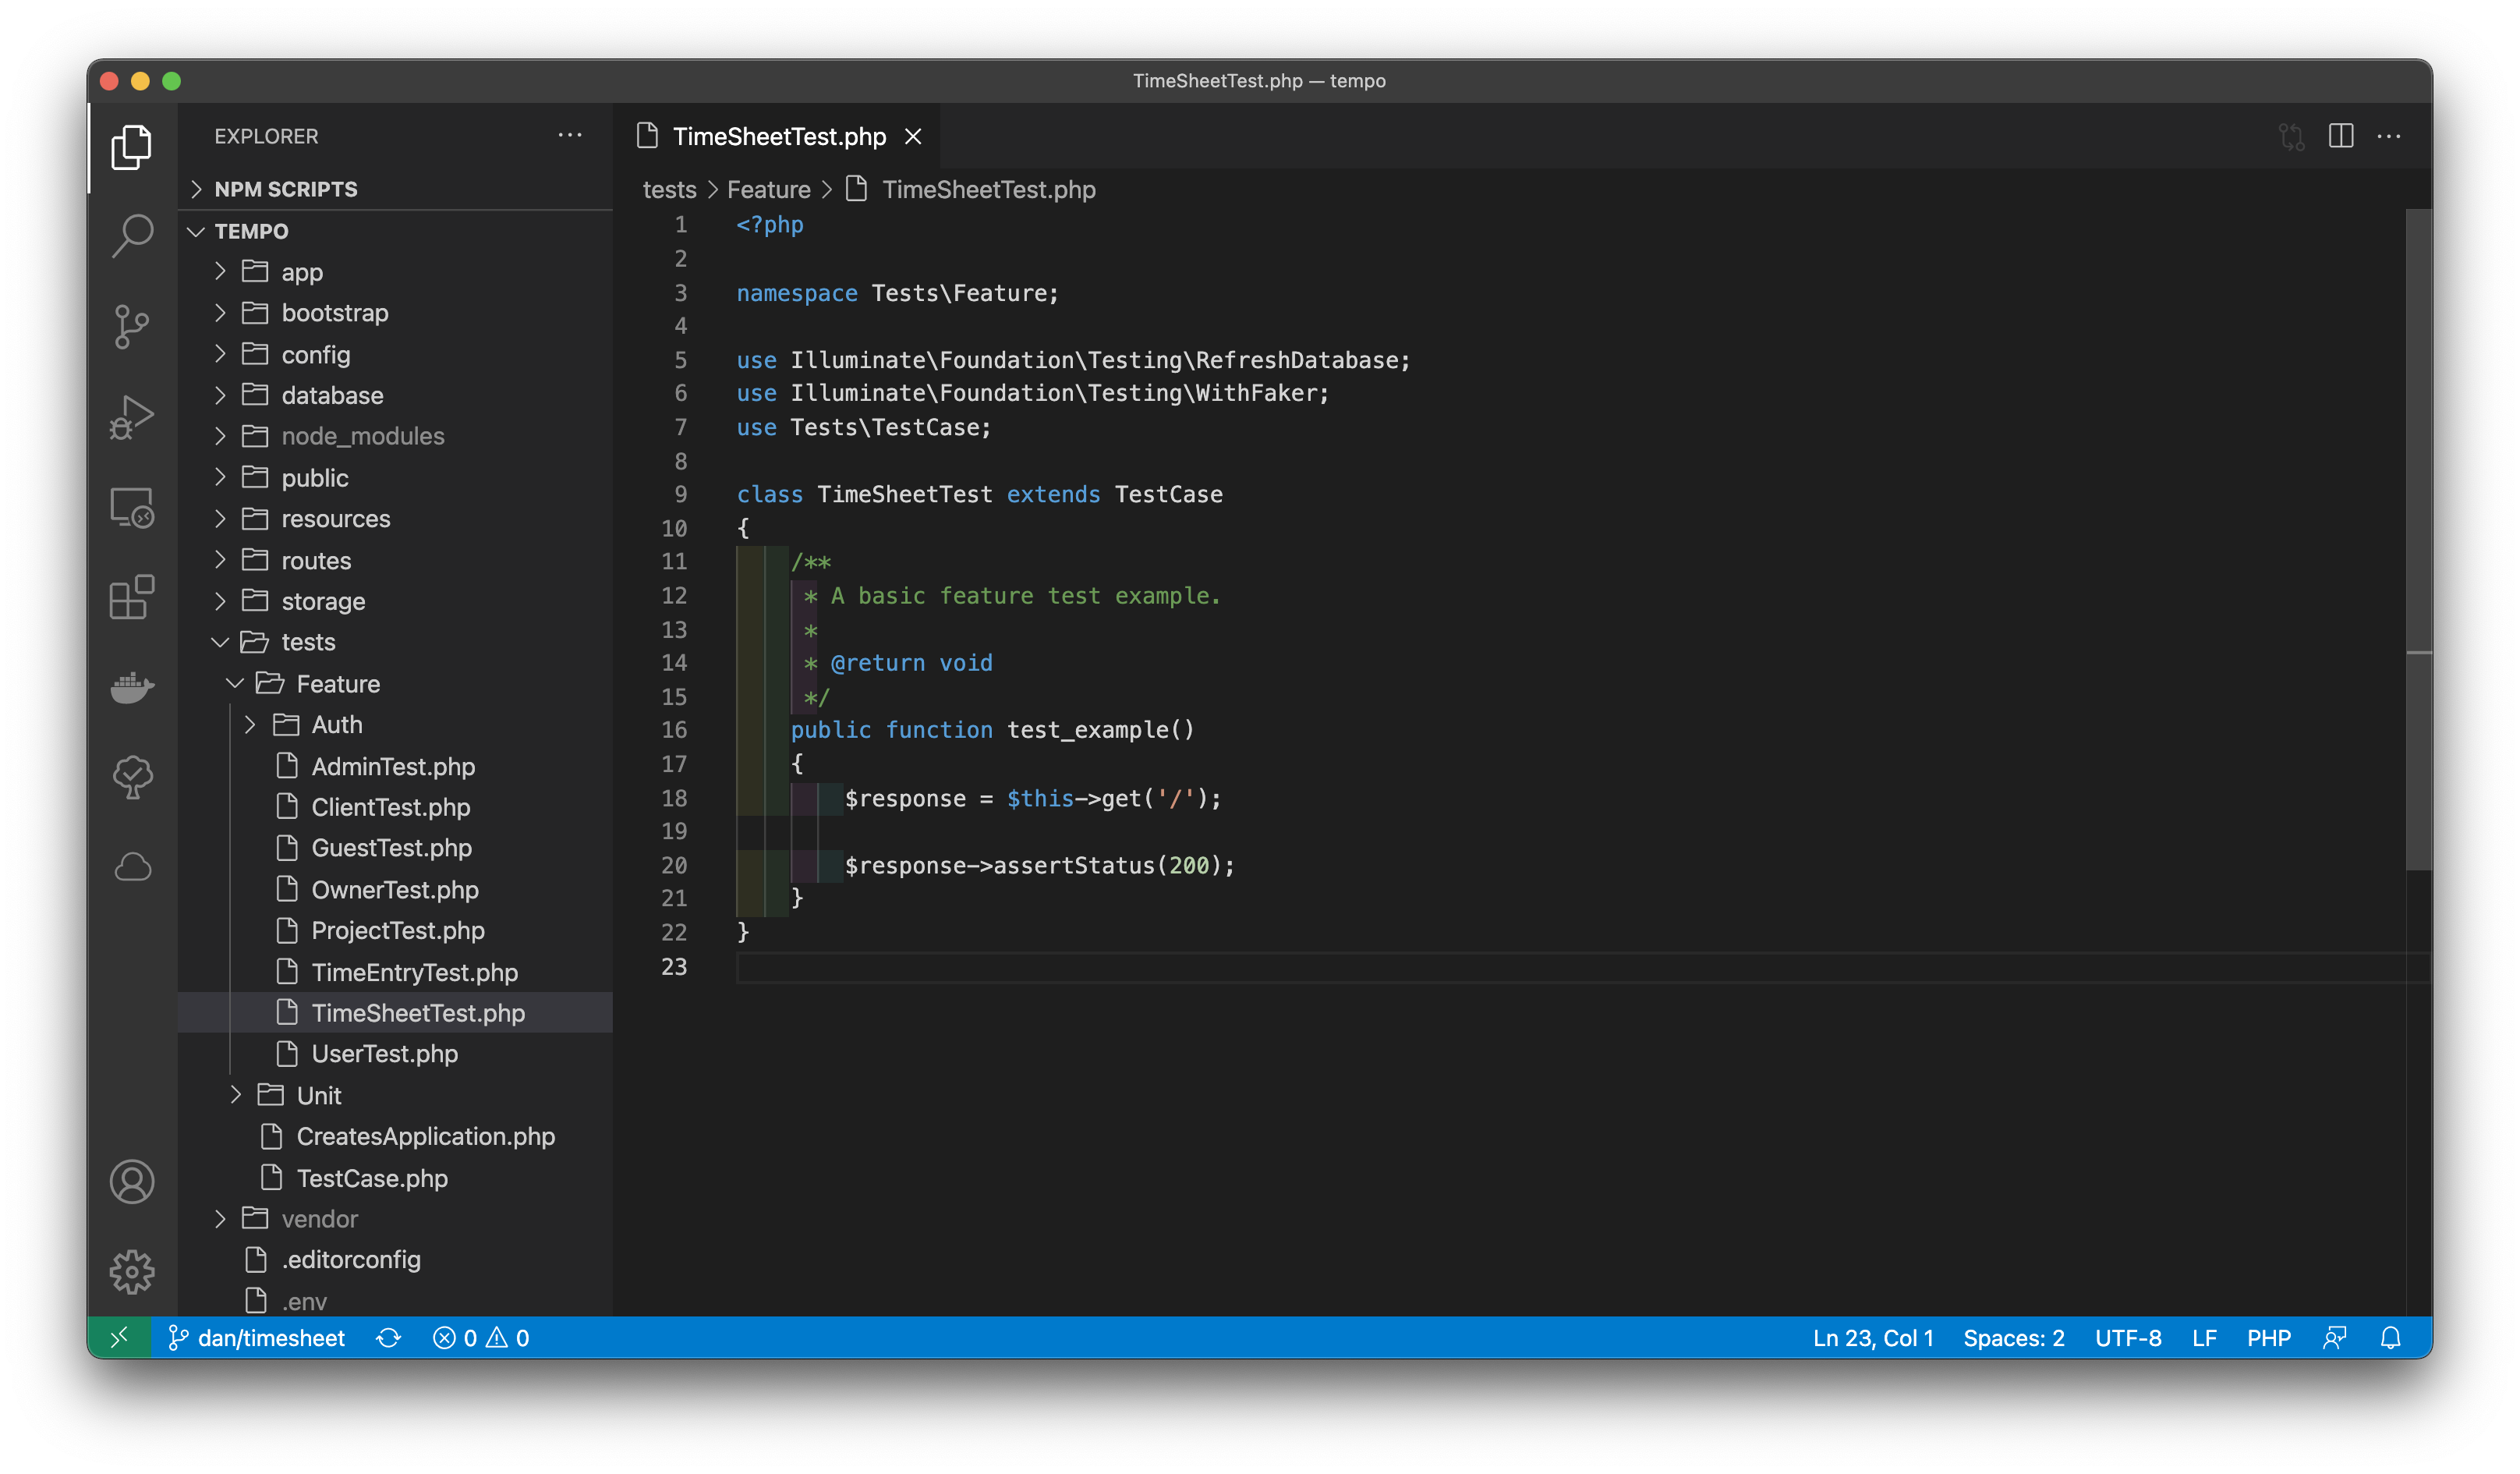 TimeSheetTest.php — tempo
EXPLORER
NPM SCRIPTS
TEMPO
app
bootstrap
config
database
node_modules
public
resources
routes
storage
tests
Feature
Auth
AdminTest.php
ClientTest.php
GuestTest.php
OwnerTest.php
ProjectTest.php
TimeEntryTest.php
TimeSheetTest.php
UserTest.php
Unit
CreatesApplication.php
TestCase.php
vendor
.editorconfig
.env
TimeSheetTest.php
tests > Feature > TimeSheetTest.php
1 <?php
2
3 namespace Tests\Feature;
4
5 use Illuminate\Foundation\Testing\RefreshDatabase;
6 use Illuminate\Foundation\Testing\WithFaker;
7 use Tests\TestCase;
8
9 class TimeSheetTest extends TestCase
10 {
11     /**
12      * A basic feature test example.
13      *
14      * @return void
15      */
16     public function test_example()
17     {
18         $response = $this->get('/');
19
20         $response->assertStatus(200);
21     }
22 }
23
dan/timesheet 0 0 Ln 23, Col 1 Spaces: 2 UTF-8 LF PHP